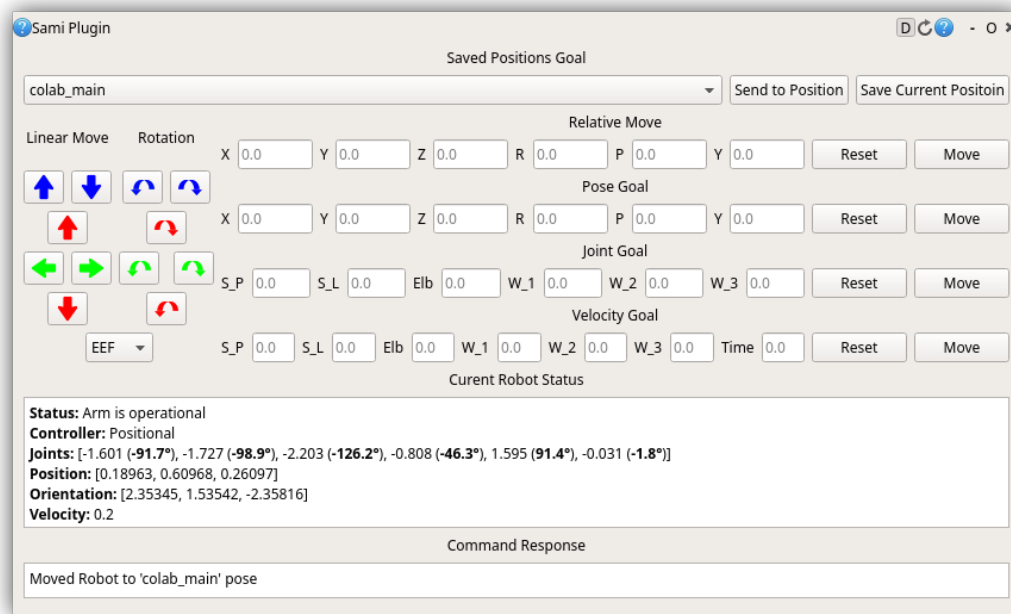 Sami Plugin D - O
Saved Positions Goal
colab_main Send to Position Save Current Positoin
Linear Move Rotation
Relative Move
X 0.0 Y 0.0 Z 0.0 R 0.0 P 0.0 Y 0.0 Reset Move
Pose Goal
X 0.0 Y 0.0 Z 0.0 R 0.0 P 0.0 Y 0.0 Reset Move
Joint Goal
S_P 0.0 S_L 0.0 Elb 0.0 W_1 0.0 W_2 0.0 W_3 0.0 Reset Move
Velocity Goal
EEF S_P 0.0 S_L 0.0 Elb 0.0 W_1 0.0 W_2 0.0 W_3 0.0 Time 0.0 Reset Move
Curent Robot Status
Status: Arm is operational
Controller: Positional
Joints: [-1.601 (-91.7°), -1.727 (-98.9°), -2.203 (-126.2°), -0.808 (-46.3°), 1.595 (91.4°), -0.031 (-1.8°)]
Position: [0.18963, 0.60968, 0.26097]
Orientation: [2.35345, 1.53542, -2.35816]
Velocity: 0.2
Command Response
Moved Robot to 'colab_main' pose